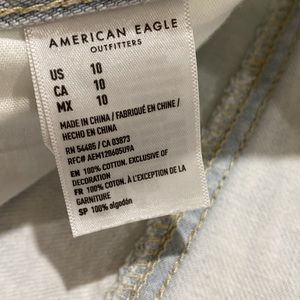 AMERICAN EAGLE
OUTFITTERS
US 10
CA 10
MX 10
MADE IN CHINA / FABRIQUÉ EN CHINE /
HECHO EN CHINA
RN 54485 / CA 03873
RFC# AEM120605U9A
EN 100% COTTON. EXCLUSIVE OF
DECORATION
FR 100% COTON. À L'EXCEPTION DE LA
GARNITURE
SP 100% algodón